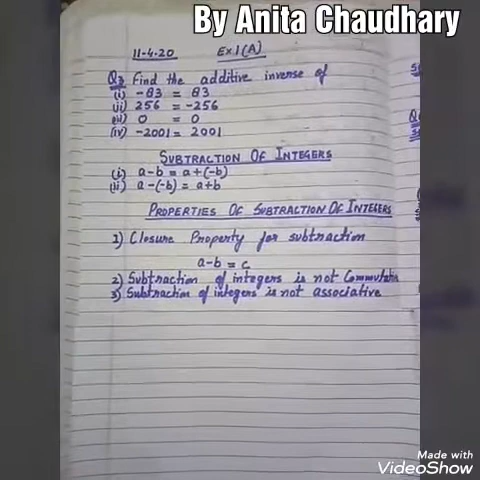 By Anita Chaudhary
11-4.20 Ex 1(A)
Q3 Find the additive inverse of
(i) -83 = 83
(ii) 256 = -256
(iii) 0 = 0
(iv) -2001 = 2001
SUBTRACTION OF INTEGERS
(i) a-b = a+(-b)
(ii) a-(-b) = a+b
PROPERTIES OF SUBTRACTION OF INTEGERS
1) Closure Property for subtraction
a-b = c
2) Subtraction of integers is not Commutative
3) Subtraction of integers is not associative
Made with
VideoShow